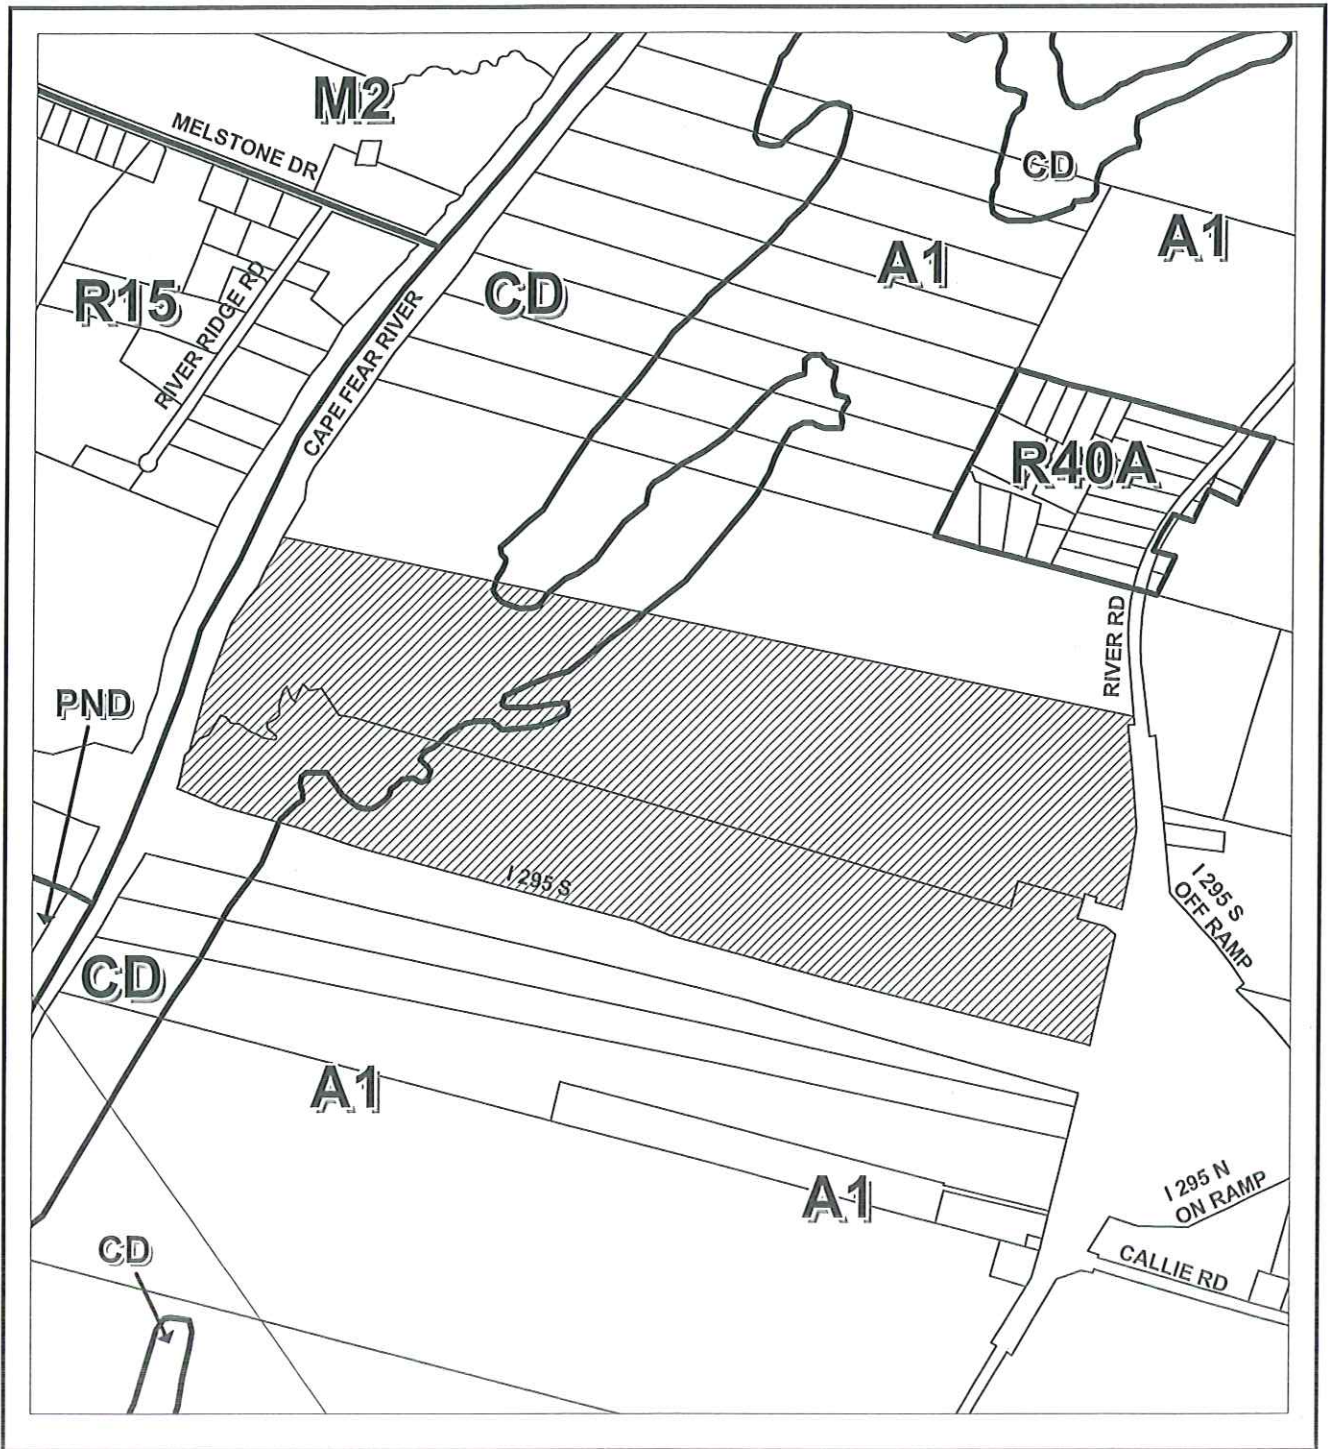 M2
MELSTONE DR
CD
A1
A1
R15
RIVER RIDGE RD
CD
CAPE FEAR RIVER
A1
R40A
RIVER RD
PND
I 295 S
I 295 S
OFF RAMP
CD
A1
A1
I 295 N
ON RAMP
CD
CALLIE RD